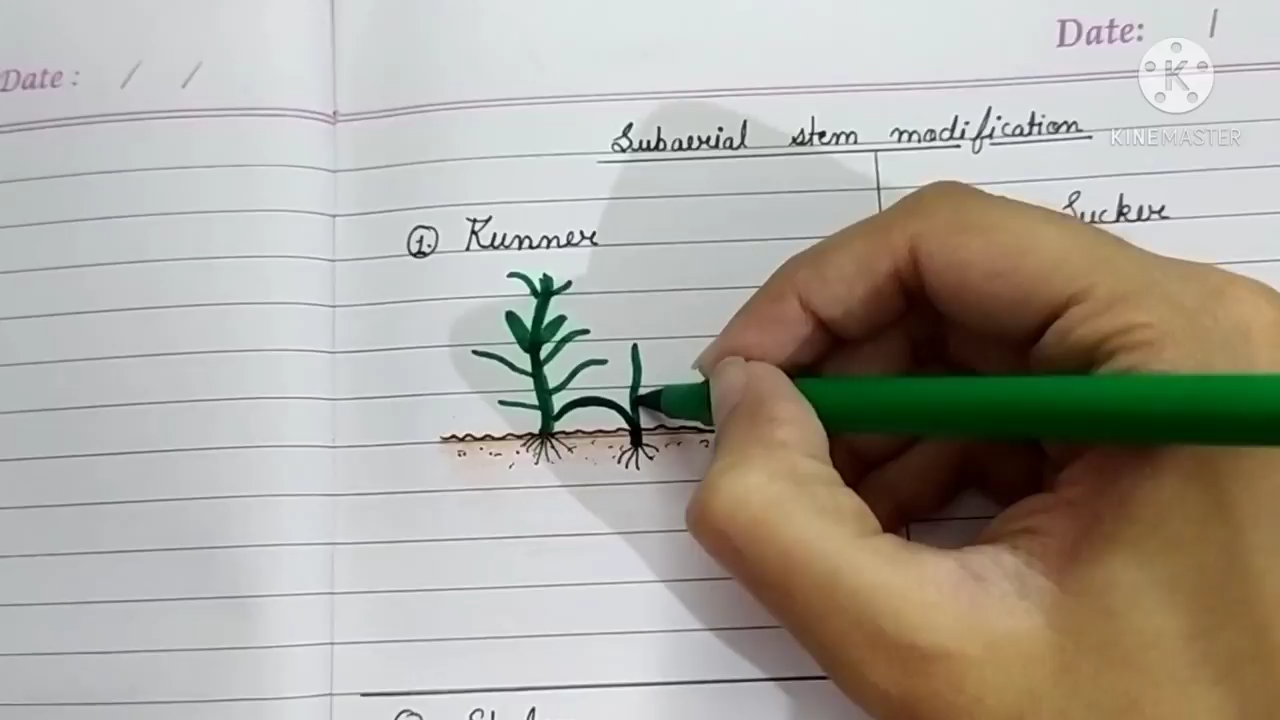 Date: /
Date : / /
KINEMASTER
Subaerial stem modification
Sucker
① Runner